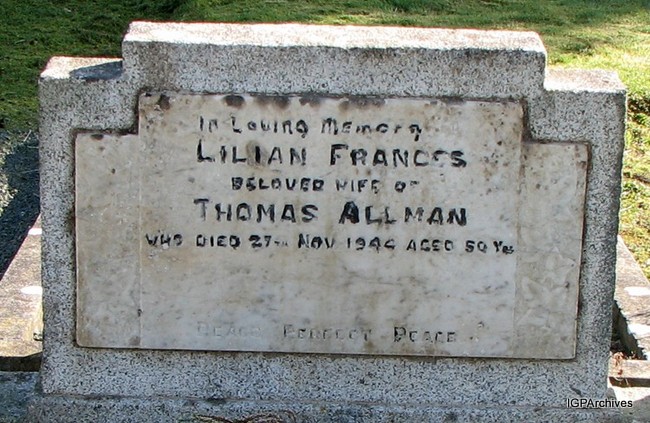 In Loving Memory
LILIAN FRANCES
BELOVED WIFE OF
THOMAS ALLMAN
WHO DIED 27TH NOV 1944 AGED 50 YRS
PEACE PERFECT PEACE
IGPArchives